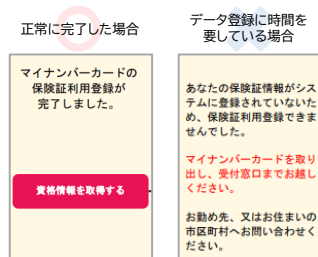 正常に完了した場合
マイナンバーカードの
保険証利用登録が
完了しました。
資格情報を取得する
データ登録に時間を
要している場合
あなたの保険証情報がシス
テムに登録されていないた
め、保険証利用登録できま
せんでした。
マイナンバーカードを取り
出し、受付窓口までお越し
ください。
お勤め先、又はお住まいの
市区町村へお問い合わせく
ださい。